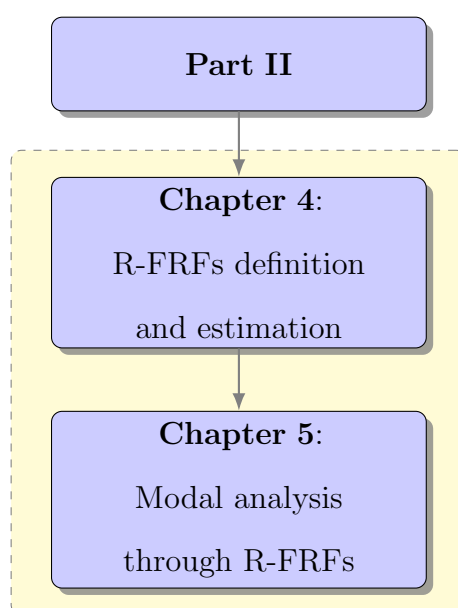 Part II
Chapter 4:
R-FRFs definition
and estimation
Chapter 5:
Modal analysis
through R-FRFs